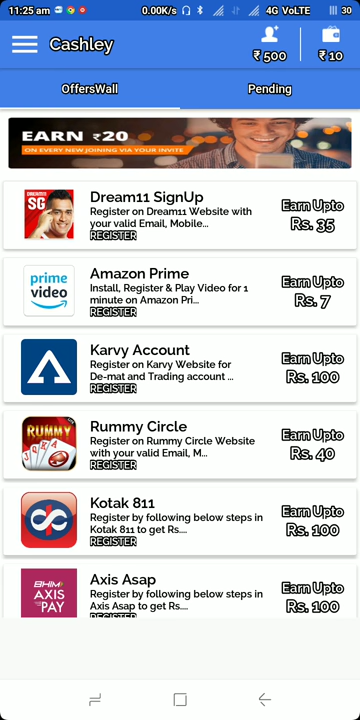 11:25 am 0.00K/s 4G VoLTE 30
Cashley ₹ 500 ₹ 10
OffersWall Pending
EARN ₹20
ON EVERY NEW JOINING VIA YOUR INVITE
SG
Dream11 SignUp
Register on Dream11 Website with
your valid Email, Mobile...
REGISTER
Earn Upto
Rs. 35
prime
video
Amazon Prime
Install, Register & Play Video for 1
minute on Amazon Pri...
REGISTER
Earn Upto
Rs. 7
Karvy Account
Register on Karvy Website for
De-mat and Trading account ...
REGISTER
Earn Upto
Rs. 100
RUMMY
Rummy Circle
Register on Rummy Circle Website
with your valid Email, M...
REGISTER
Earn Upto
Rs. 40
Kotak 811
Register by following below steps in
Kotak 811 to get Rs....
REGISTER
Earn Upto
Rs. 100
BHIM
AXIS
PAY
Axis Asap
Register by following below steps in
Axis Asap to get Rs....
REGISTER
Earn Upto
Rs. 100